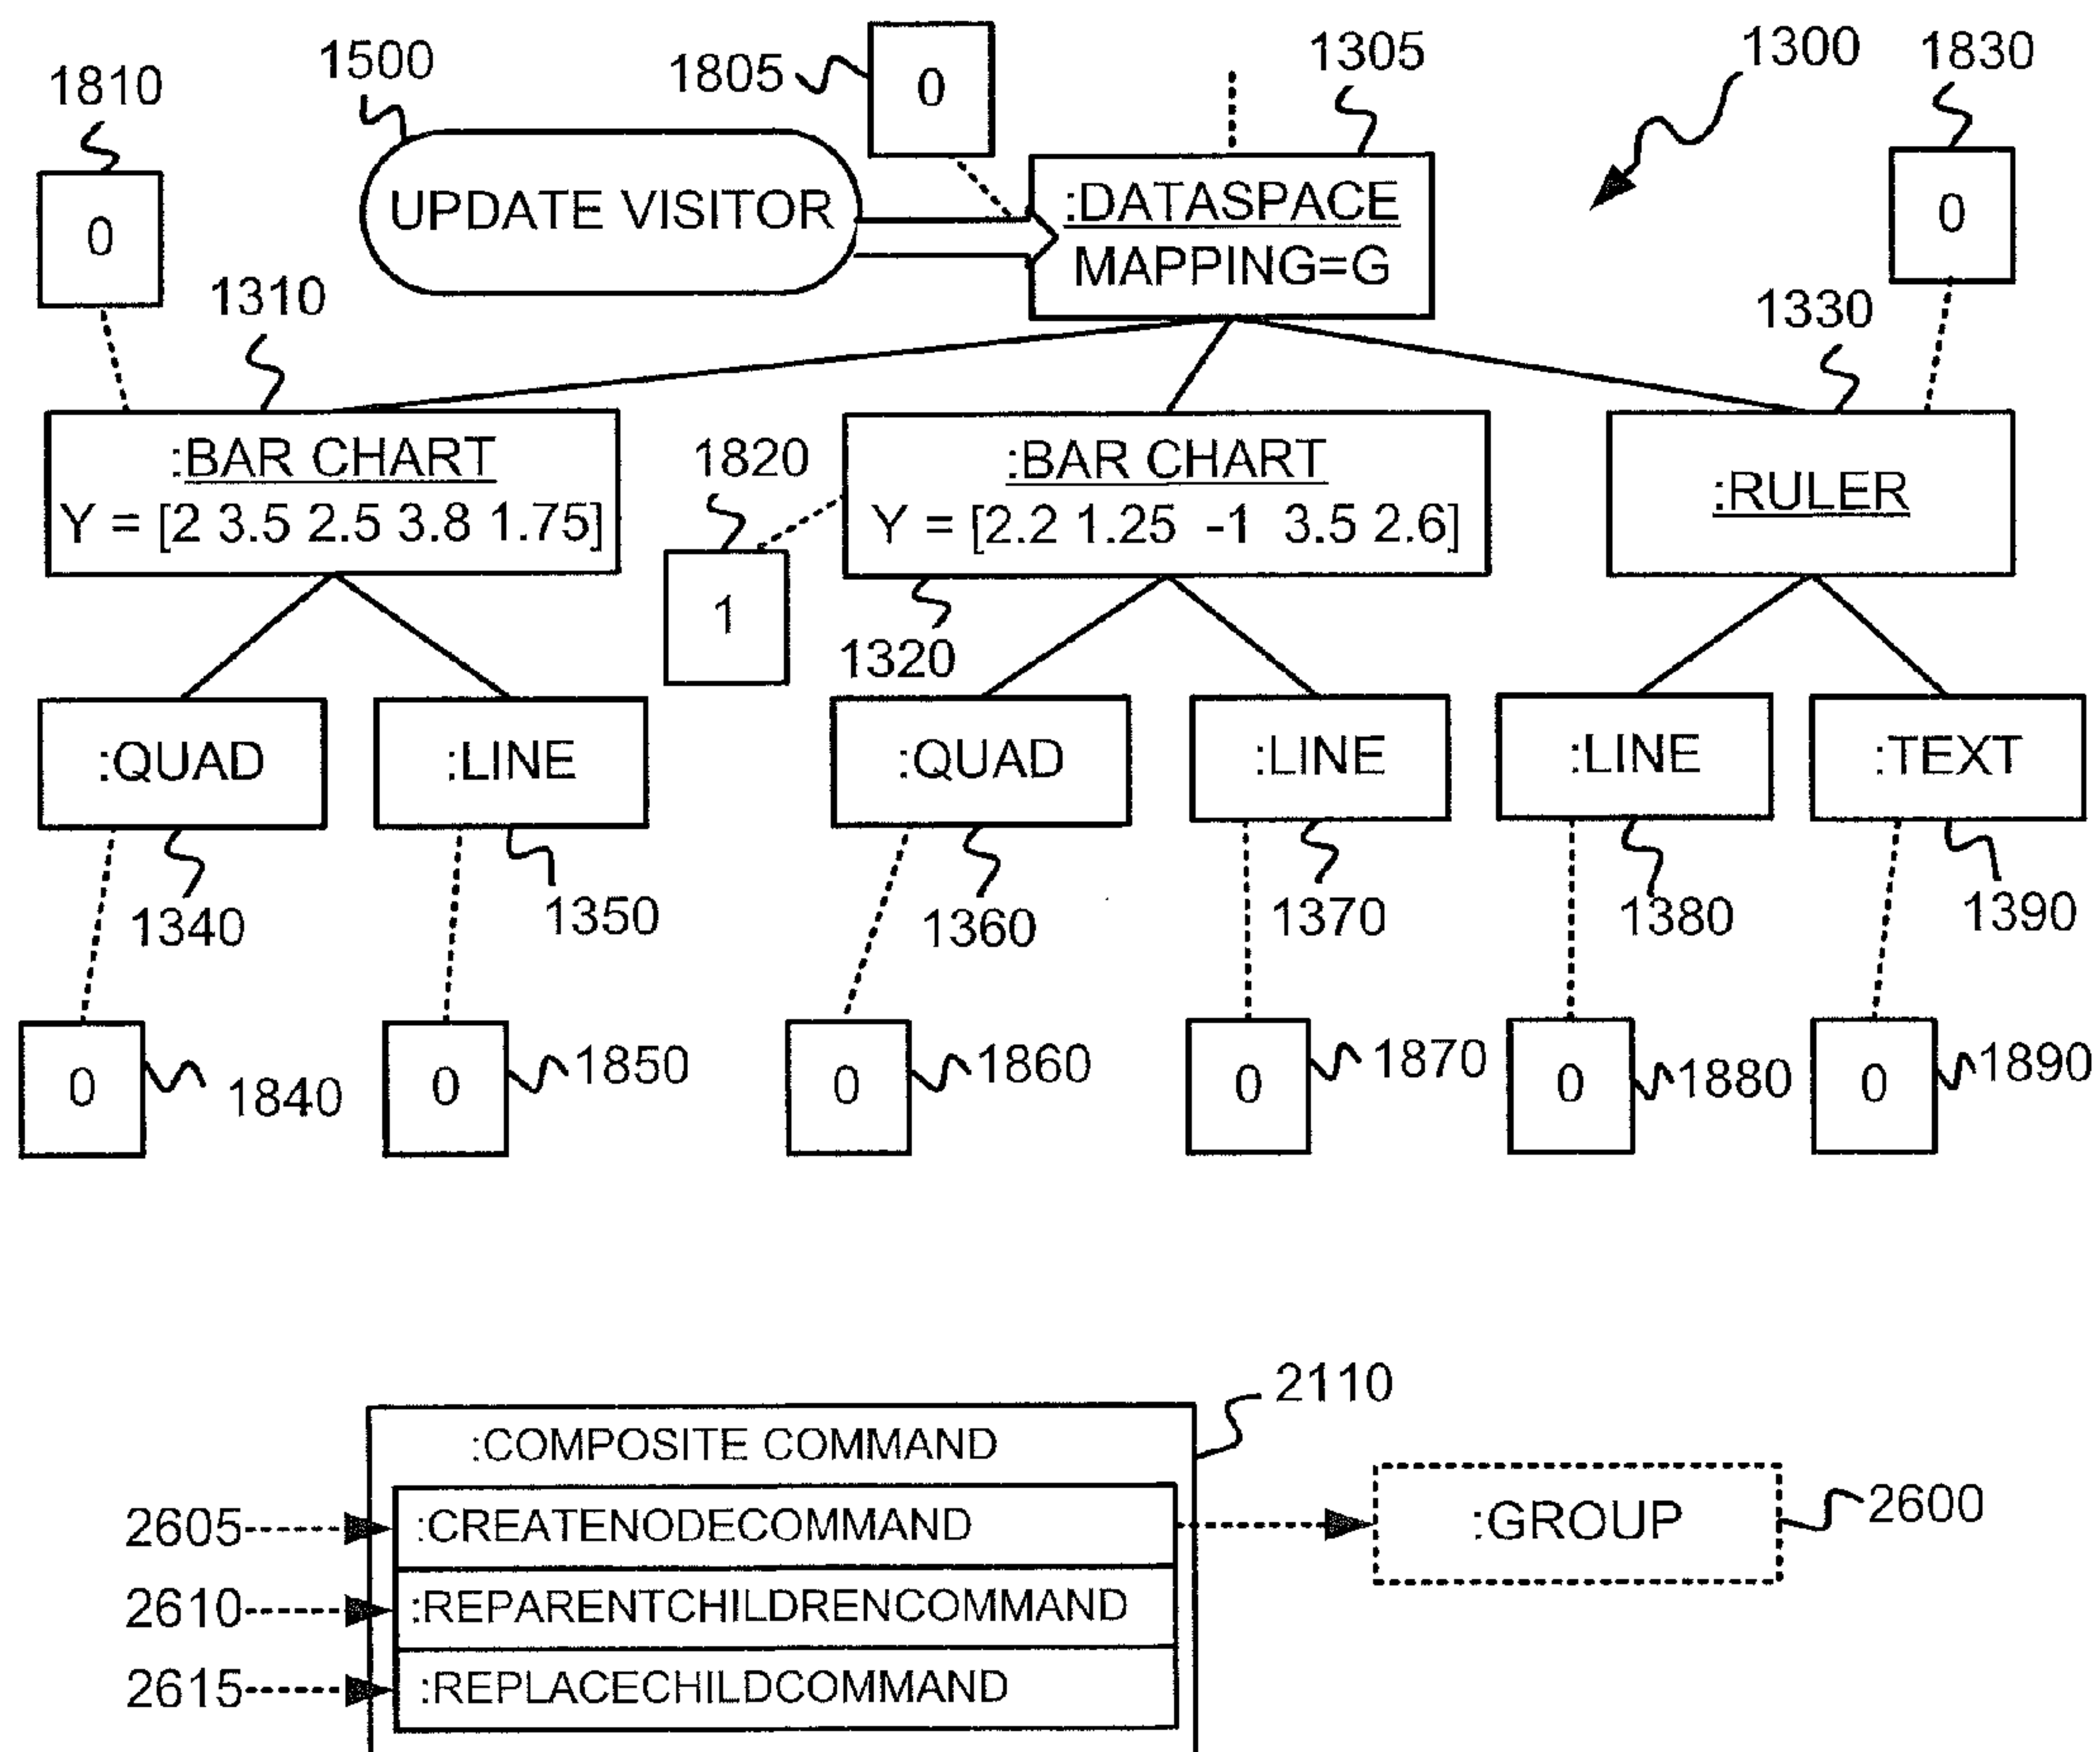 1810
1500
1805
0
1305
1300
1830
0
UPDATE VISITOR
:DATASPACE
MAPPING=G
0
1310
1330
:BAR CHART
Y = [2 3.5 2.5 3.8 1.75]
1820
1
:BAR CHART
Y = [2.2 1.25 -1 3.5 2.6]
1320
:RULER
:QUAD
:LINE
:QUAD
:LINE
:LINE
:TEXT
1340
1350
1360
1370
1380
1390
0
1840
0
1850
0
1860
0
1870
0
1880
0
1890
2110
:COMPOSITE COMMAND
2605
:CREATENODECOMMAND
:GROUP
2600
2610
:REPARENTCHILDRENCOMMAND
2615
:REPLACECHILDCOMMAND